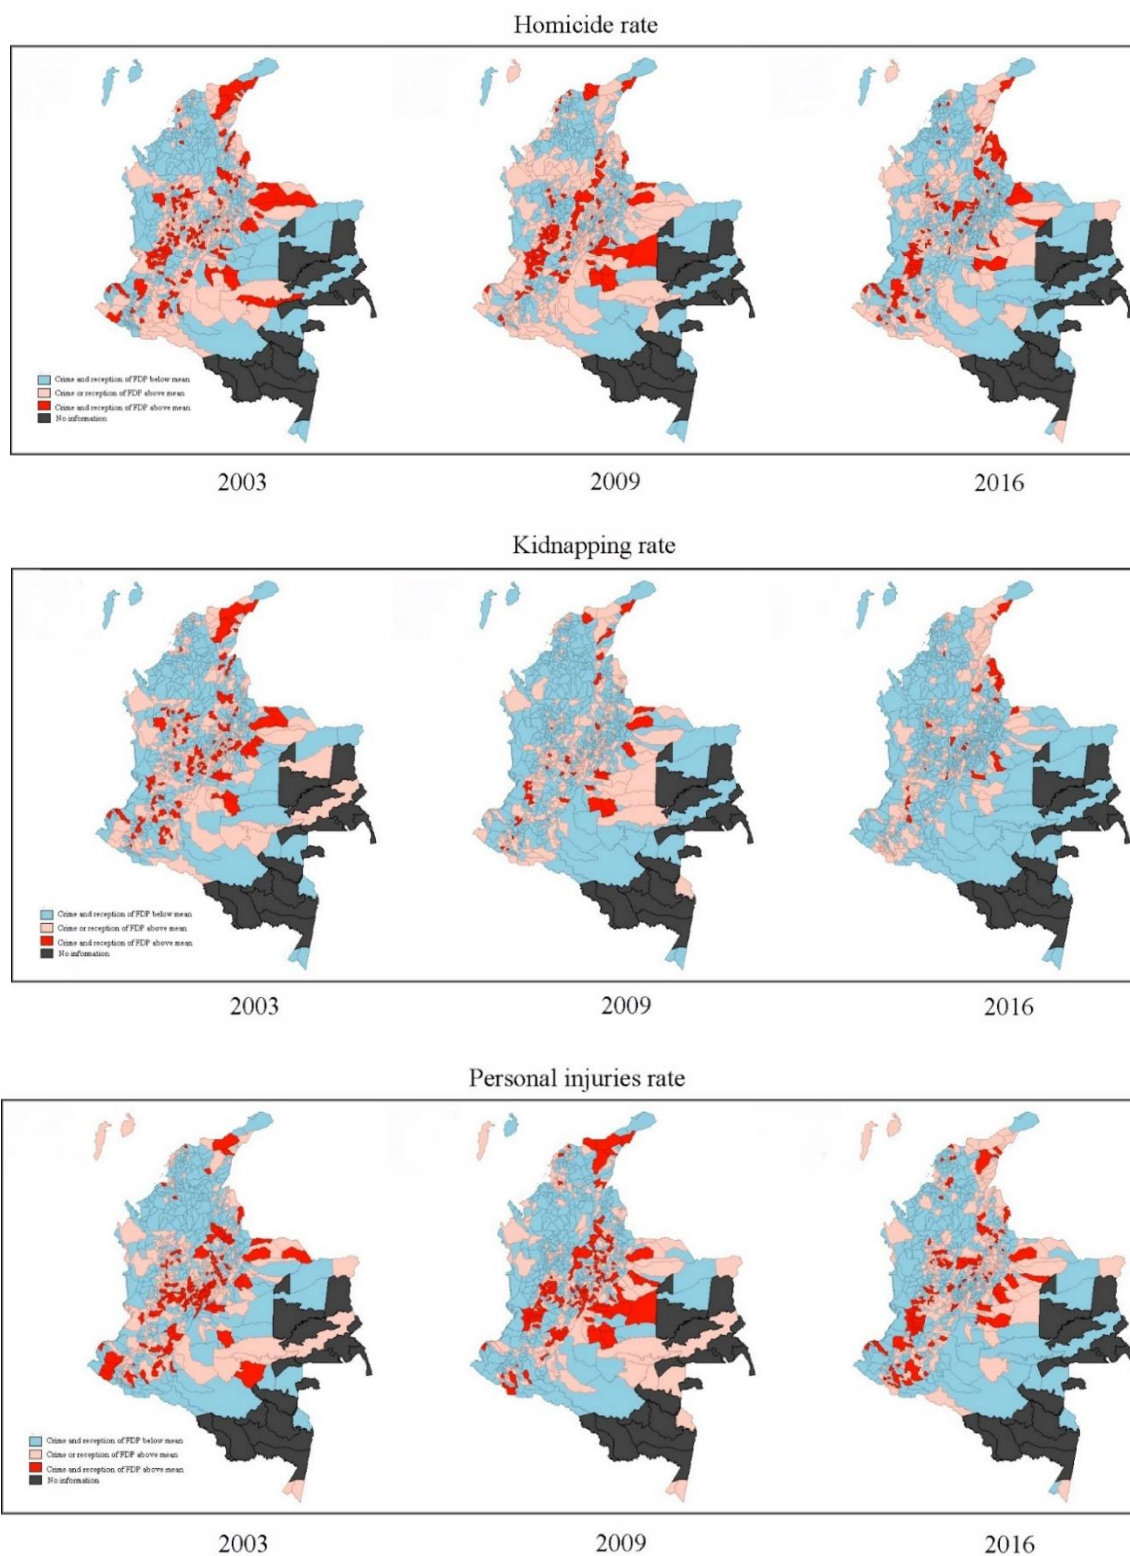 Homicide rate
Crime and reception of FDP below mean
Crime or reception of FDP above mean
Crime and reception of FDP above mean
No information
2003 2009 2016
Kidnapping rate
Crime and reception of FDP below mean
Crime or reception of FDP above mean
Crime and reception of FDP above mean
No information
2003 2009 2016
Personal injuries rate
Crime and reception of FDP below mean
Crime or reception of FDP above mean
Crime and reception of FDP above mean
No information
2003 2009 2016